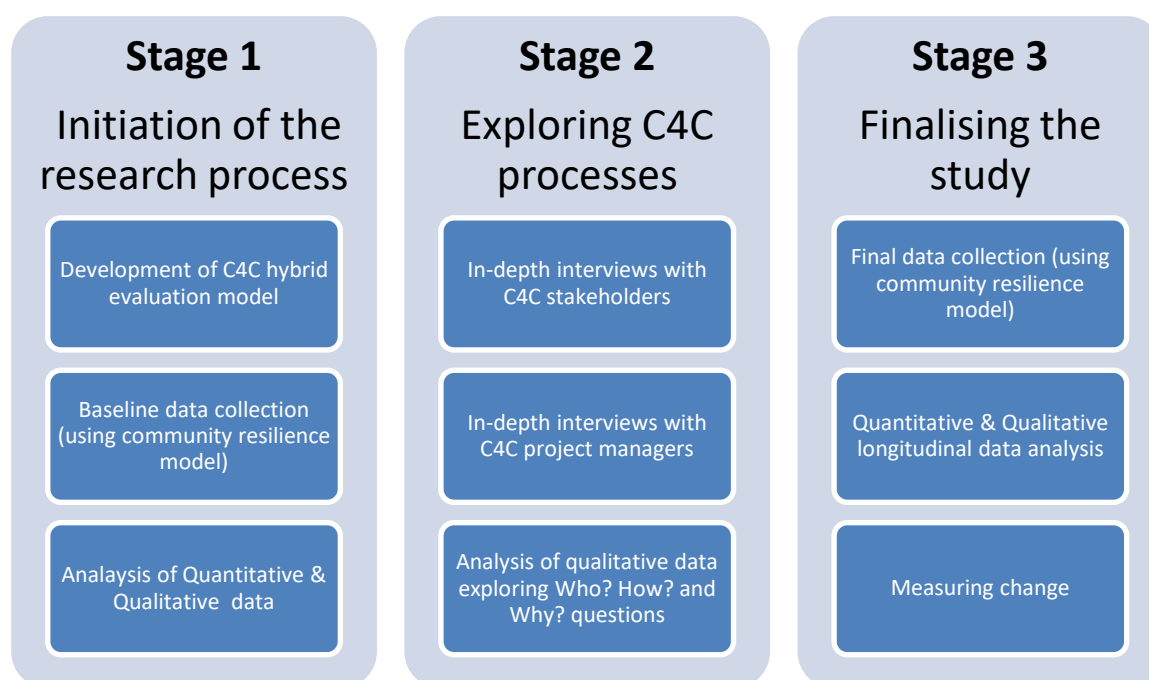 Stage 1
Initiation of the
research process
Development of C4C hybrid
evaluation model
Baseline data collection
(using community resilience
model)
Analaysis of Quantitative &
Qualitative data
Stage 2
Exploring C4C
processes
In-depth interviews with
C4C stakeholders
In-depth interviews with
C4C project managers
Analysis of qualitative data
exploring Who? How? and
Why? questions
Stage 3
Finalising the
study
Final data collection (using
community resilience
model)
Quantitative & Qualitative
longitudinal data analysis
Measuring change